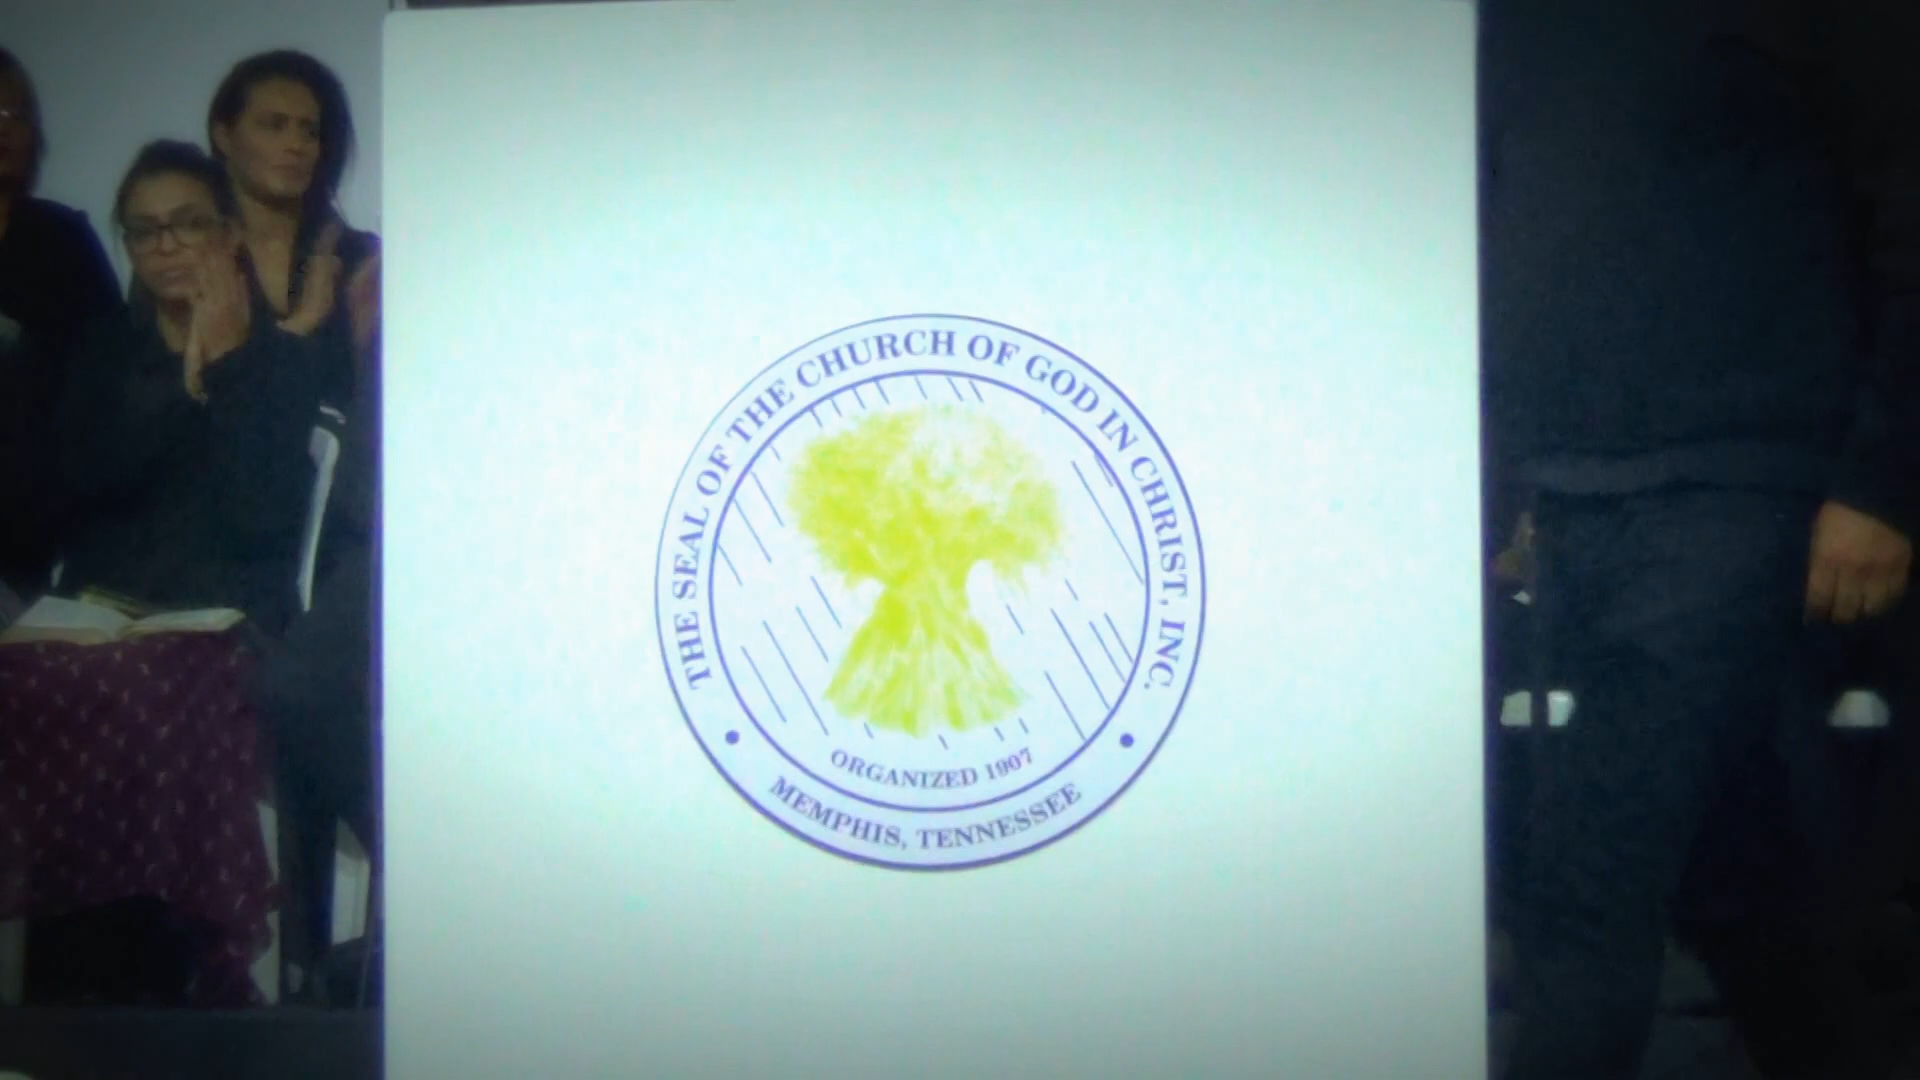 THE SEAL OF THE CHURCH OF GOD IN CHRIST, INC.
ORGANIZED 1907
MEMPHIS, TENNESSEE